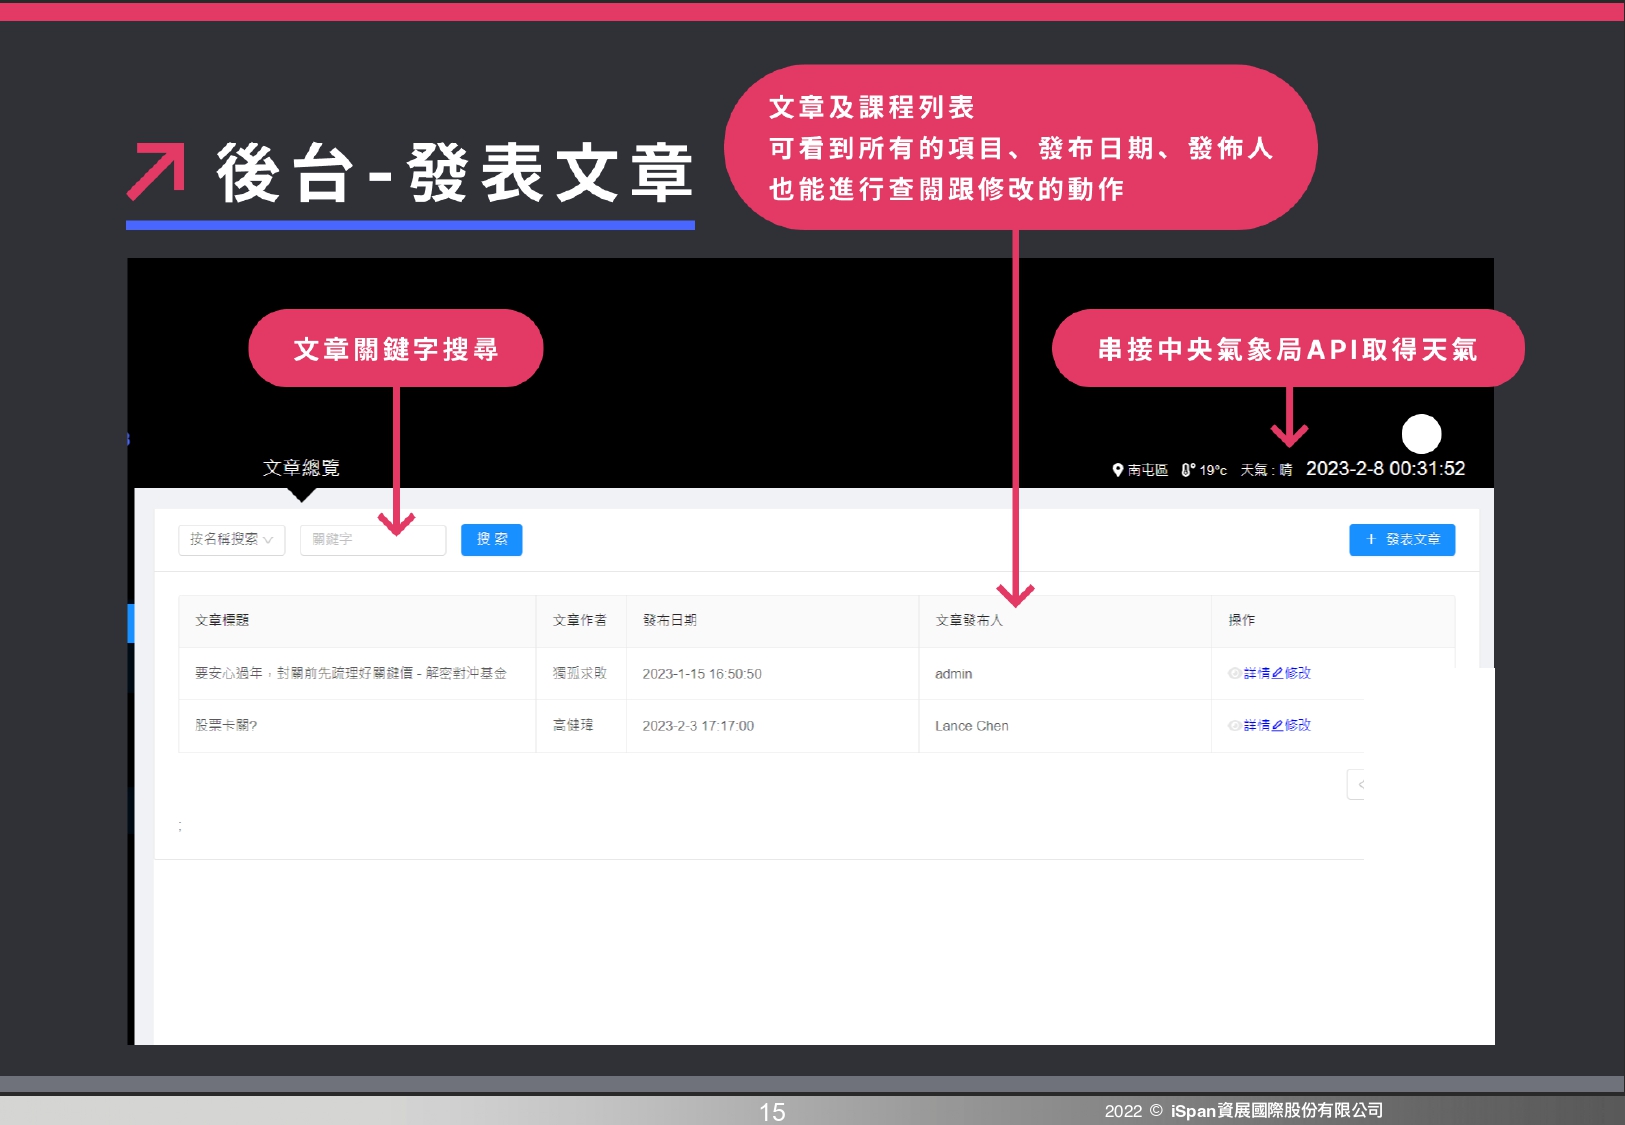 文章及課程列表
可看到所有的項目、發布日期、發佈人
也能進行查閱跟修改的動作
後台-發表文章
文章關鍵字搜尋
串接中央氣象局API取得天氣
文章總覽
南屯區 19°c 天氣 : 晴 2023-2-8 00:31:52
按名稱搜索 關鍵字 搜 索 + 發表文章
文章標題 文章作者 發布日期 文章發布人 操作
要安心過年，封關前先疏理好關鍵價 - 解密對沖基金 獨孤求敗 2023-1-15 16:50:50 admin 詳情 修改
股票卡關? 高健瑋 2023-2-3 17:17:00 Lance Chen 詳情 修改
<
;
15
2022 © iSpan資展國際股份有限公司